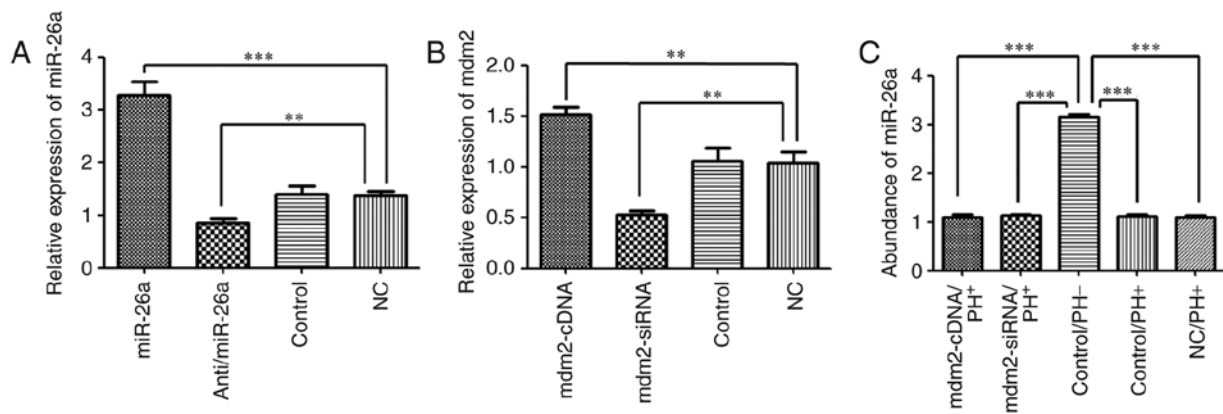 A
Relative expression of miR-26a
4
3
2
1
0
***
**
miR-26a
Anti/miR-26a
Control
NC
B
Relative expression of mdm2
2.0
1.5
1.0
0.5
0.0
**
**
mdm2-cDNA
mdm2-siRNA
Control
NC
C
Abundance of miR-26a
4
3
2
1
0
***
***
***
***
mdm2-cDNA/
PH+
mdm2-siRNA/
PH+
Control/PH−
Control/PH+
NC/PH+